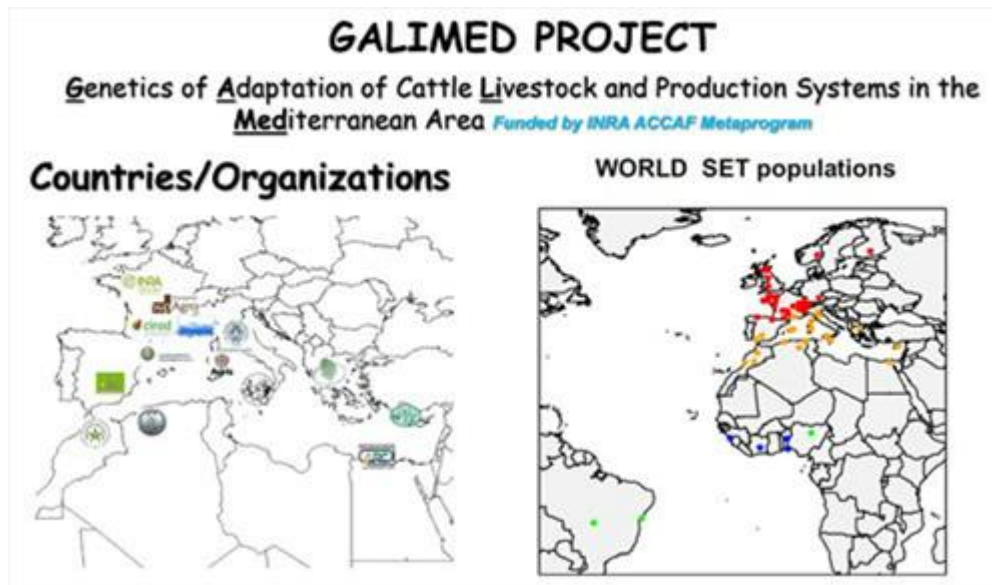 GALIMED PROJECT
Genetics of Adaptation of Cattle Livestock and Production Systems in the
Mediterranean Area Funded by INRA ACCAF Metaprogram
Countries/Organizations
WORLD SET populations
INRA
cirad